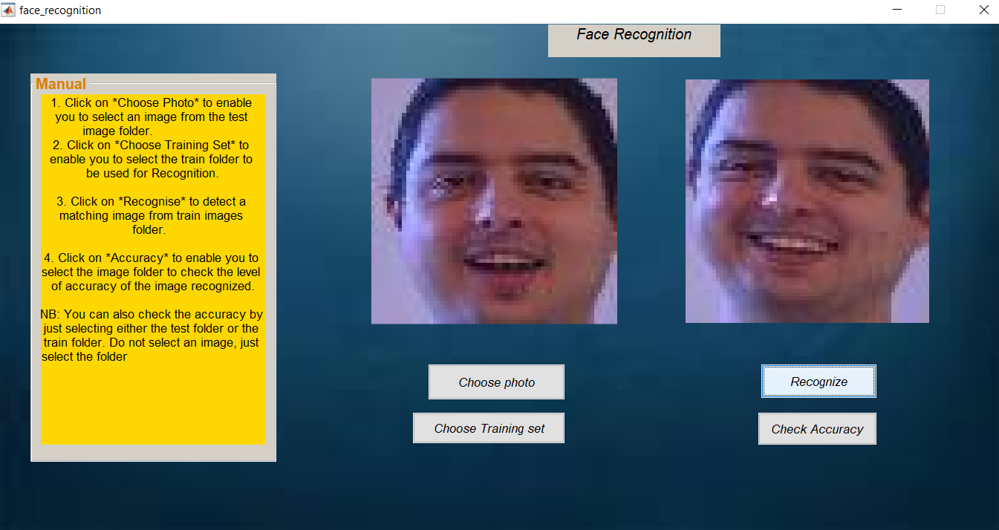 face_recognition
Face Recognition
Manual
1. Click on *Choose Photo* to enable
you to select an image from the test
image folder.
2. Click on *Choose Training Set* to
enable you to select the train folder to
be used for Recognition.
3. Click on *Recognise* to detect a
matching image from train images
folder.
4. Click on *Accuracy* to enable you to
select the image folder to check the level
of accuracy of the image recognized.
NB: You can also check the accuracy by
just selecting either the test folder or the
train folder. Do not select an image, just
select the folder
Choose photo
Recognize
Choose Training set
Check Accuracy